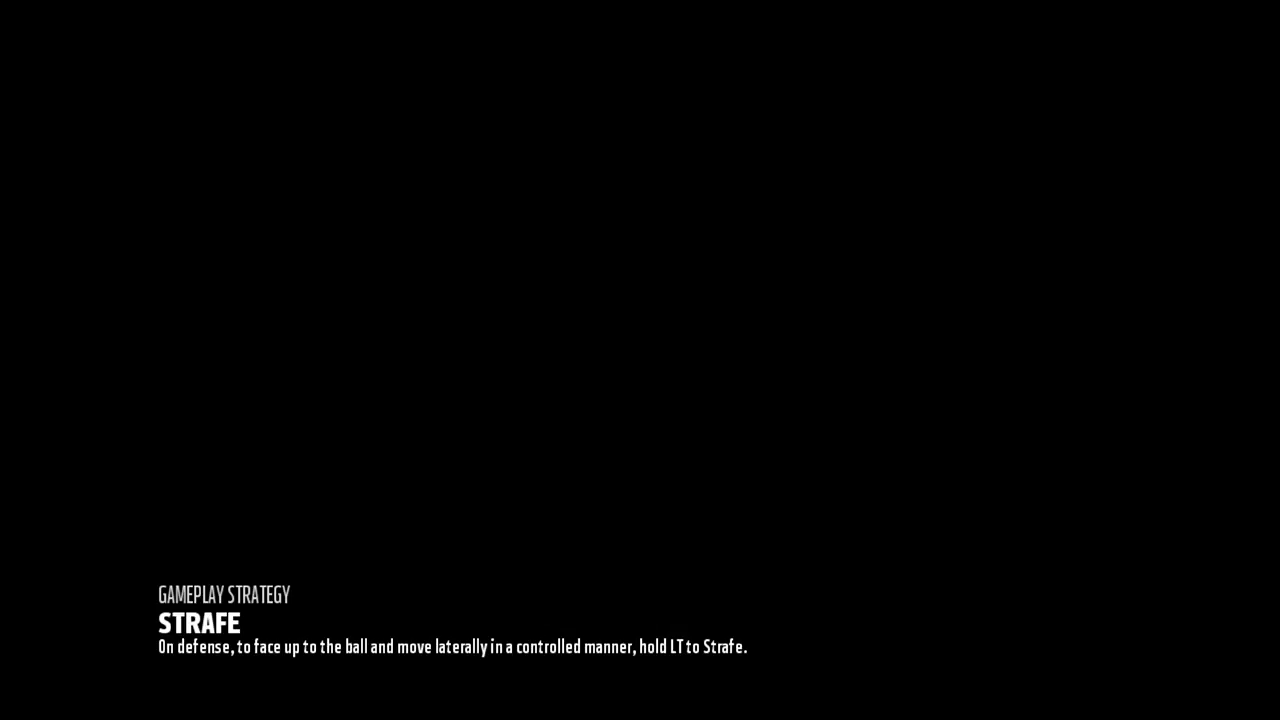 GAMEPLAY STRATEGY
STRAFE
On defense, to face up to the ball and move laterally in a controlled manner, hold LT to Strafe.